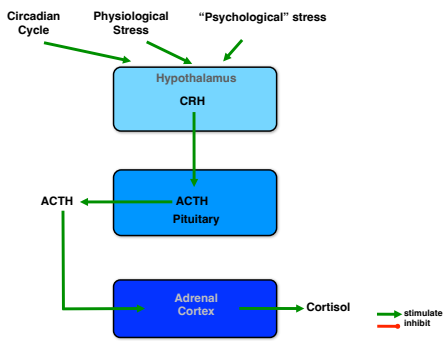 Circadian
Cycle
Physiological
Stress
“Psychological” stress
Hypothalamus
CRH
ACTH
ACTH
Pituitary
Adrenal
Cortex
Cortisol
stimulate
inhibit